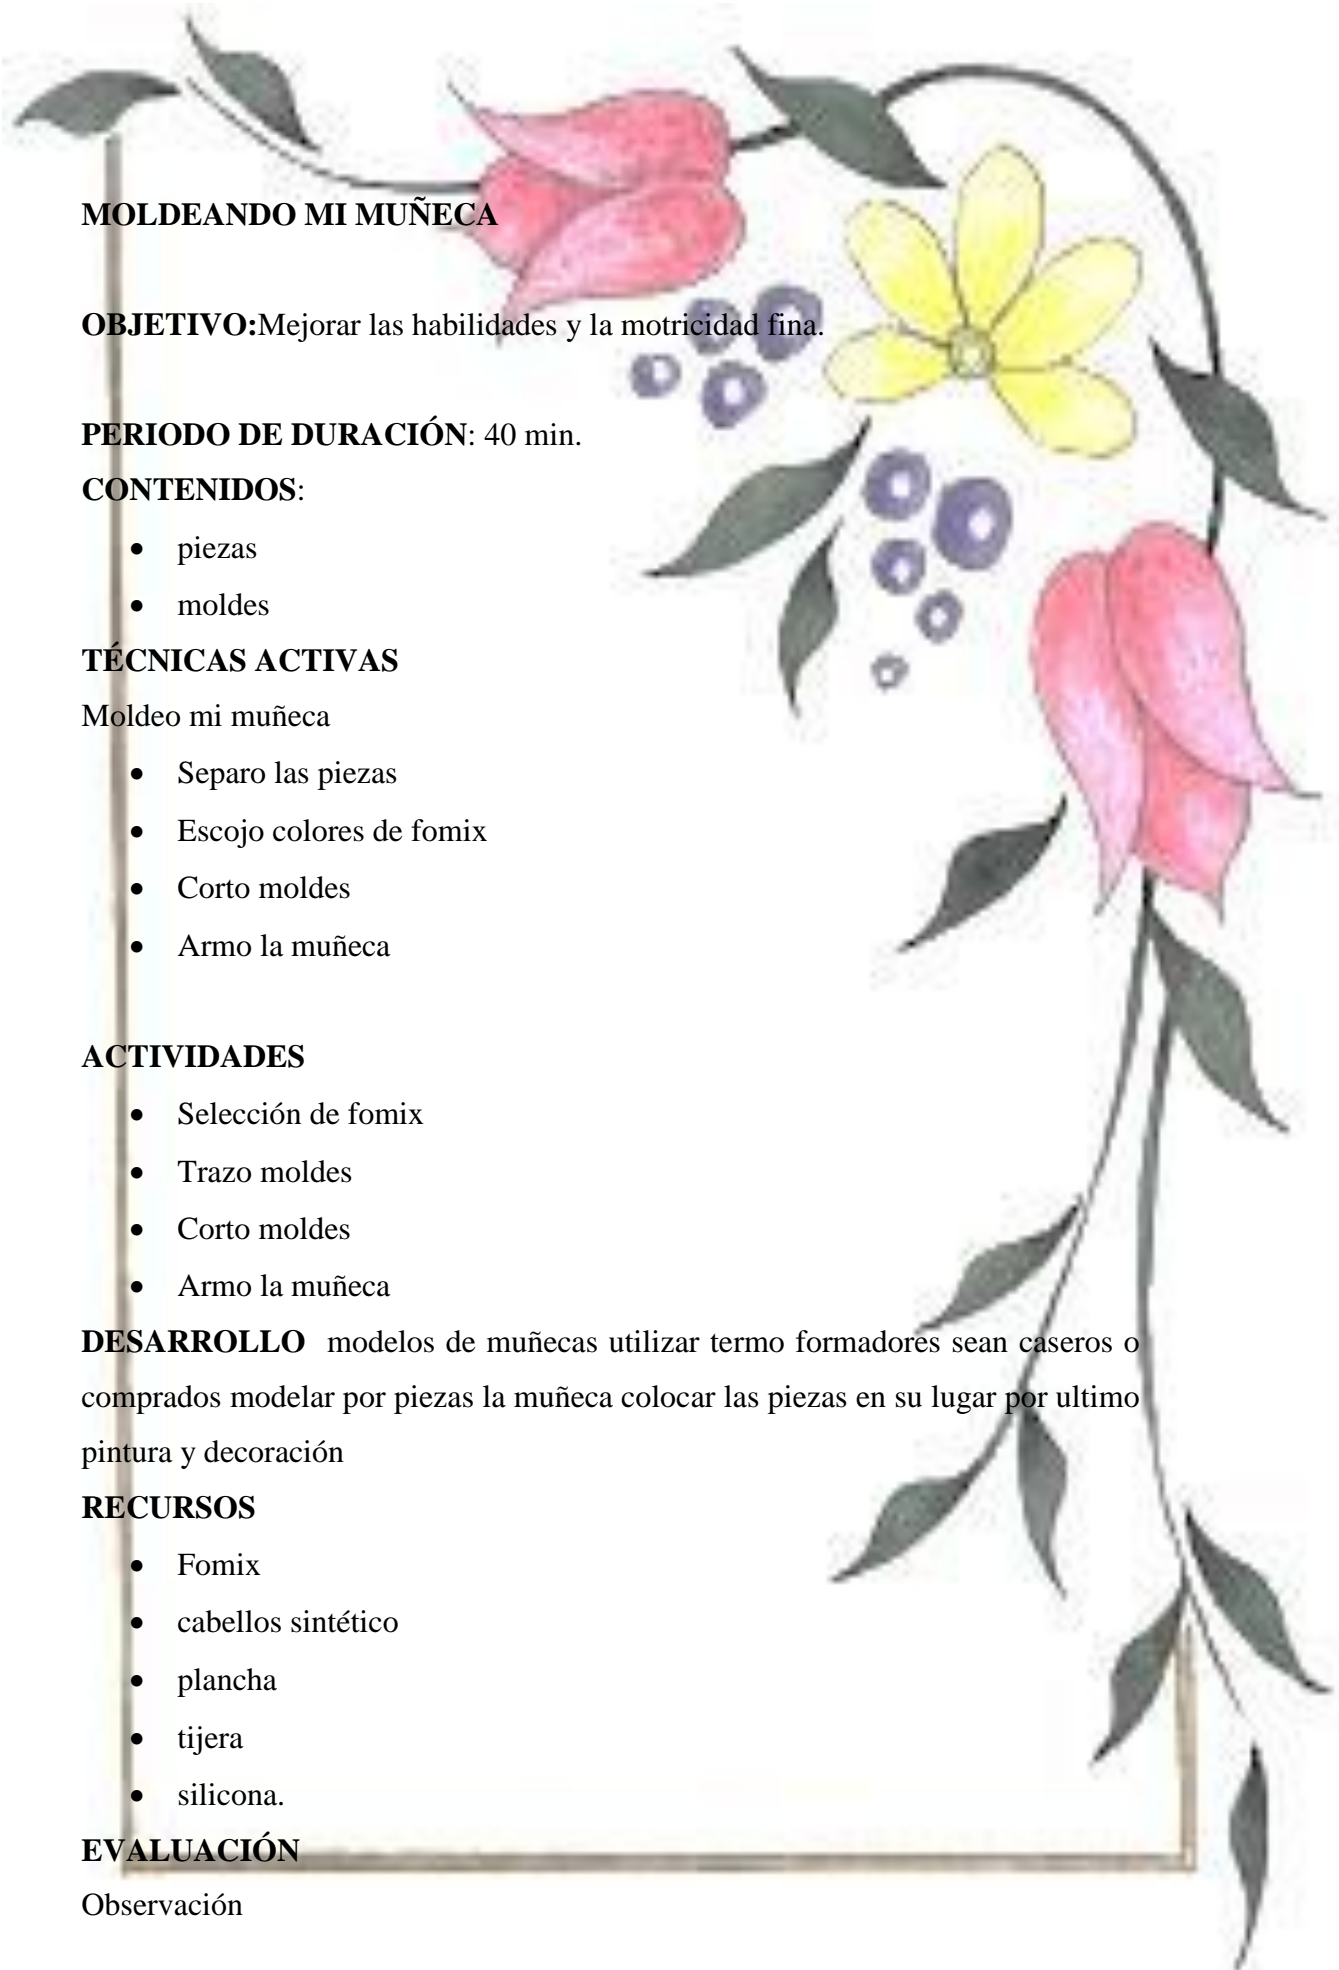 MOLDEANDO MI MUÑECA
OBJETIVO:Mejorar las habilidades y la motricidad fina.
PERIODO DE DURACIÓN: 40 min.
CONTENIDOS:
• piezas
• moldes
TÉCNICAS ACTIVAS
Moldeo mi muñeca
• Separo las piezas
• Escojo colores de fomix
• Corto moldes
• Armo la muñeca
ACTIVIDADES
• Selección de fomix
• Trazo moldes
• Corto moldes
• Armo la muñeca
DESARROLLO modelos de muñecas utilizar termo formadores sean caseros o
comprados modelar por piezas la muñeca colocar las piezas en su lugar por ultimo
pintura y decoración
RECURSOS
• Fomix
• cabellos sintético
• plancha
• tijera
• silicona.
EVALUACIÓN
Observación